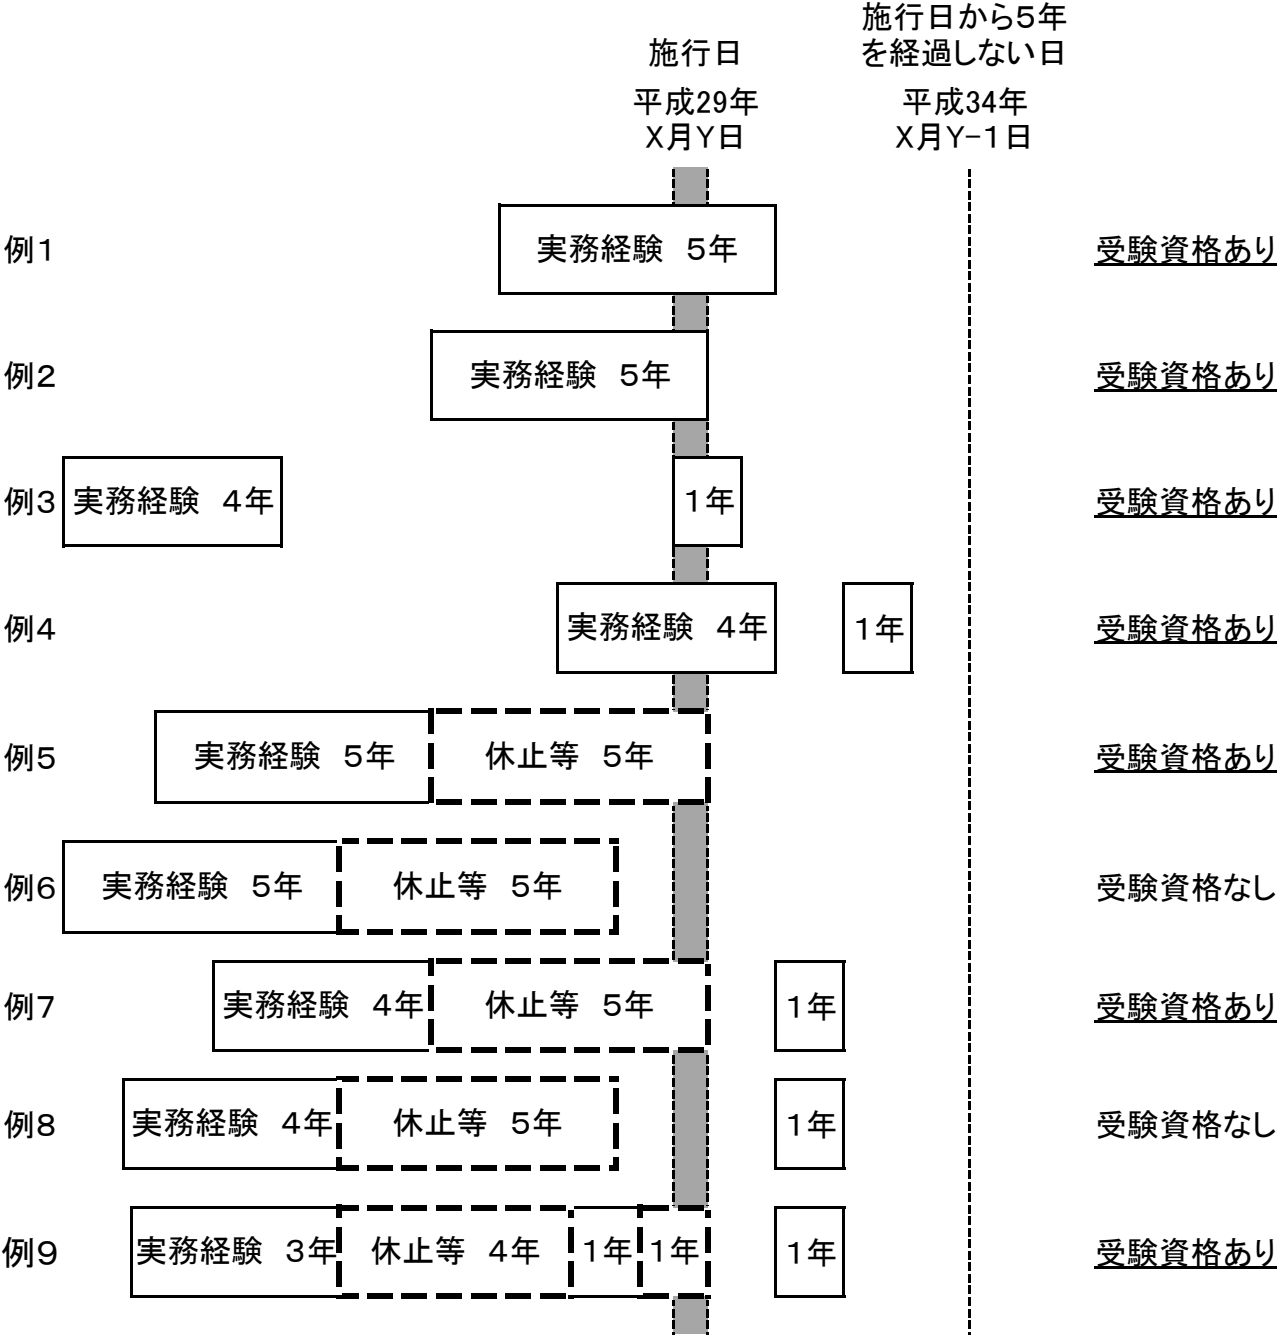 施行日から５年
を経過しない日
施行日
平成29年
X月Y日
平成34年
X月Y−１日
例１ 実務経験　５年 受験資格あり
例２ 実務経験　５年 受験資格あり
例３ 実務経験　４年 １年 受験資格あり
例４ 実務経験　４年 １年 受験資格あり
例５ 実務経験　５年 休止等　５年 受験資格あり
例６ 実務経験　５年 休止等　５年 受験資格なし
例７ 実務経験　４年 休止等　５年 １年 受験資格あり
例８ 実務経験　４年 休止等　５年 １年 受験資格なし
例９ 実務経験　３年 休止等　４年 １年 １年 １年 受験資格あり